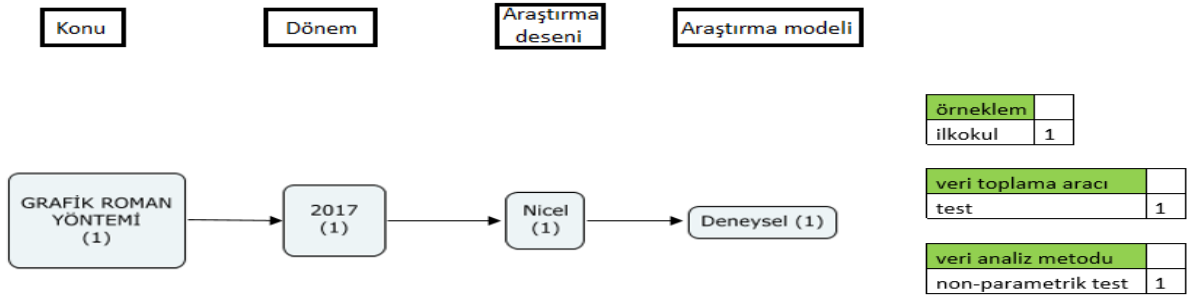 Konu
Dönem
Araştırma
deseni
Araştırma modeli
GRAFİK ROMAN
YÖNTEMİ
(1)
2017
(1)
Nicel
(1)
Deneysel (1)
örneklem
ilkokul 1
veri toplama aracı
test 1
veri analiz metodu
non-parametrik test 1